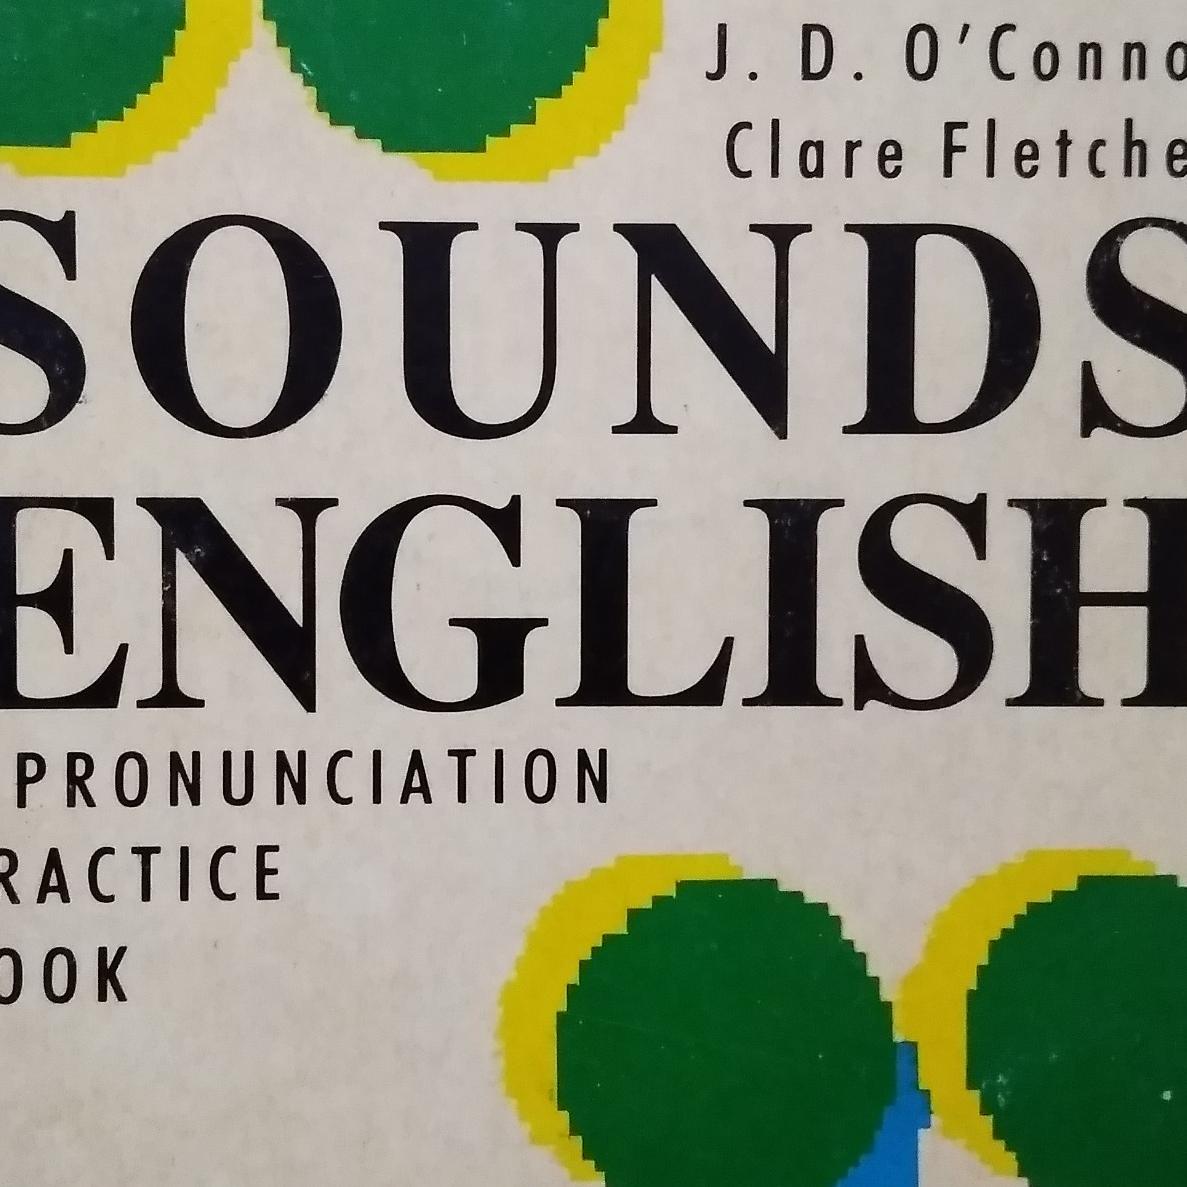 J. D. O'Conno
Clare Fletche
SOUNDS
ENGLISH
PRONUNCIATION
RACTICE
OOK